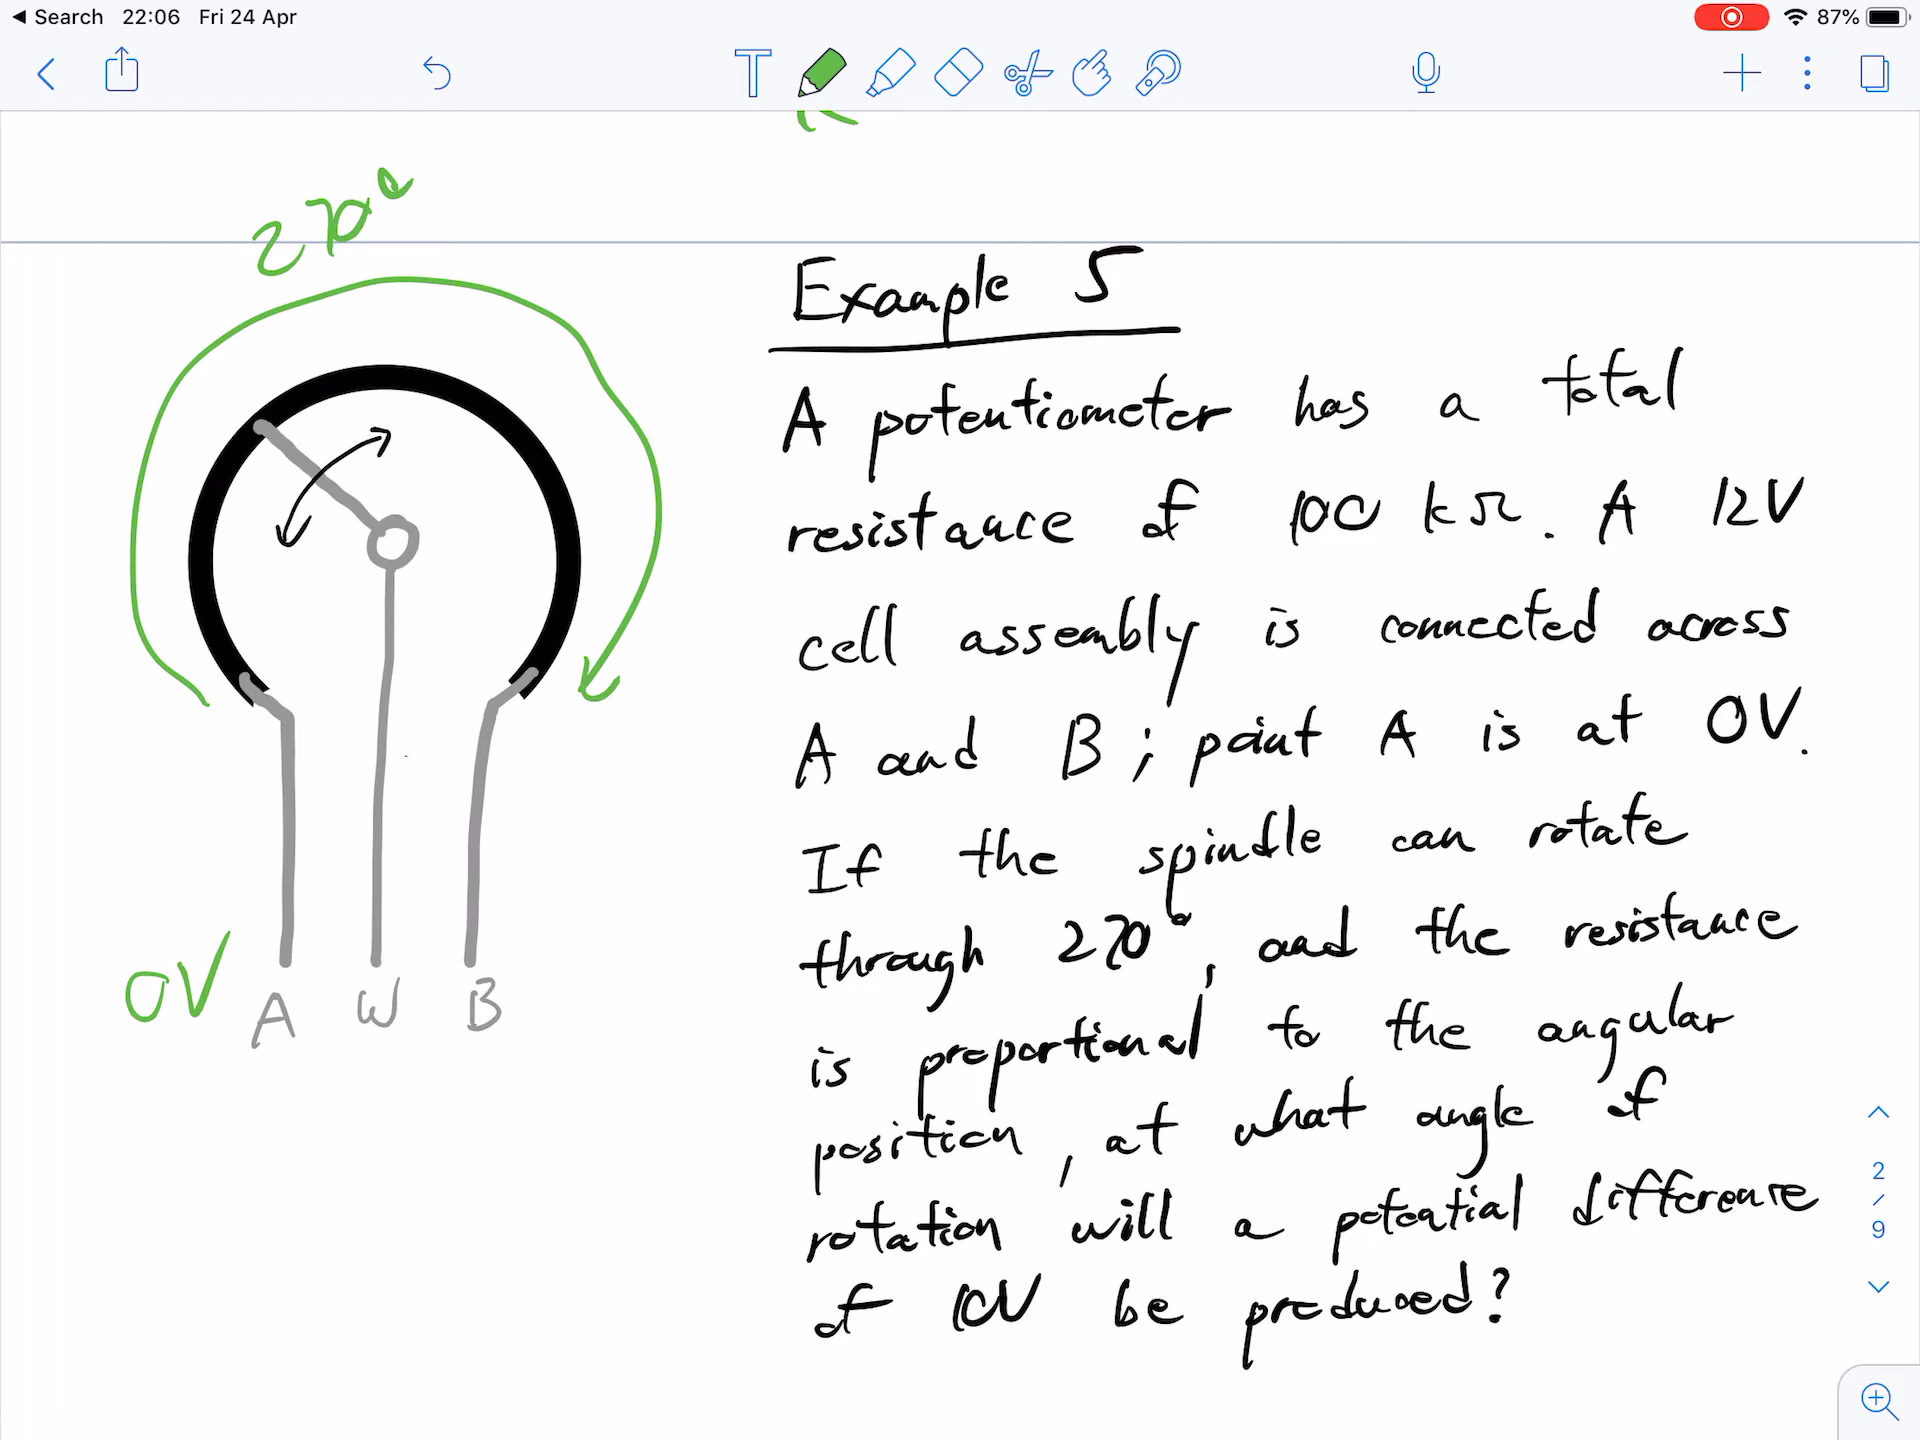 Search 22:06 Fri 24 Apr 87%
T
270°
Example 5
A potentiometer has a total
resistance of 100 kΩ. A 12V
cell assembly is connected across
A and B; point A is at 0V.
If the spindle can rotate
through 270°, and the resistance
is proportional to the angular
position, at what angle of
rotation will a potential difference
of 10V be produced?
0V A W B
2
/
9